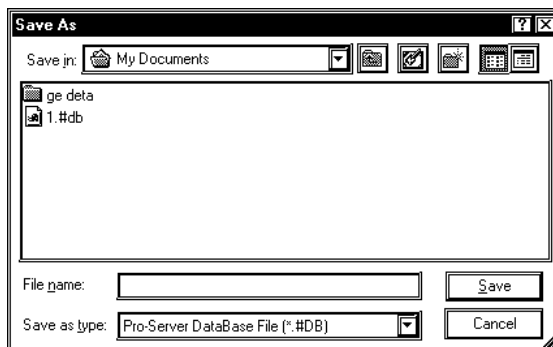 Save As
Save in: My Documents
ge deta
1.#db
File name:
Save
Save as type: Pro-Server DataBase File (*.#DB)
Cancel